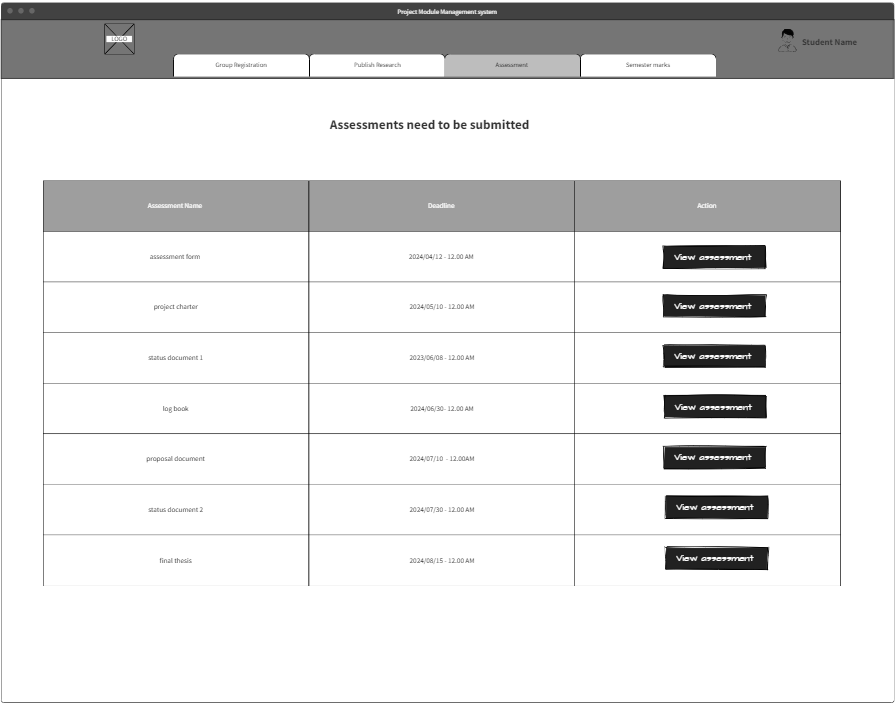 Project Module Management system
LOGO
Student Name
Group Registration Publish Research Assessment Semester marks
Assessments need to be submitted
Assessment Name Deadline Action
assessment form 2024/04/12 - 12.00 AM View assessment
project charter 2024/05/10 - 12.00 AM View assessment
status document 1 2023/06/08 - 12.00 AM View assessment
log book 2024/06/30- 12.00 AM View assessment
proposal document 2024/07/10 - 12.00AM View assessment
status document 2 2024/07/30 - 12.00 AM View assessment
final thesis 2024/08/15 - 12.00 AM View assessment